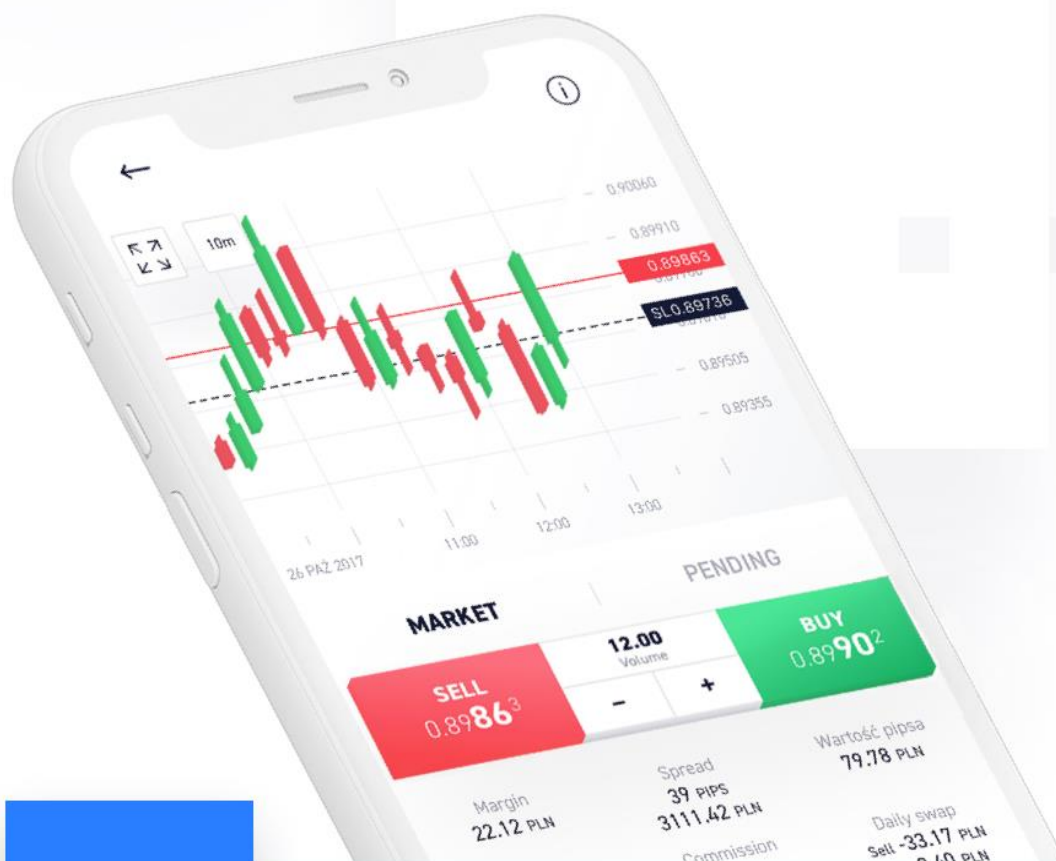 10m
0.90060
0.89910
0.89863
SL0.89736
0.89505
0.89355
26 PAŹ 2017
11:00
12:00
13:00
MARKET
PENDING
SELL
0.89863
12.00
Volume
-
+
BUY
0.89902
Margin
22.12 PLN
Spread
39 PIPS
3111.42 PLN
Wartość pipsa
79.78 PLN
Commission
Daily swap
Sell -33.17 PLN